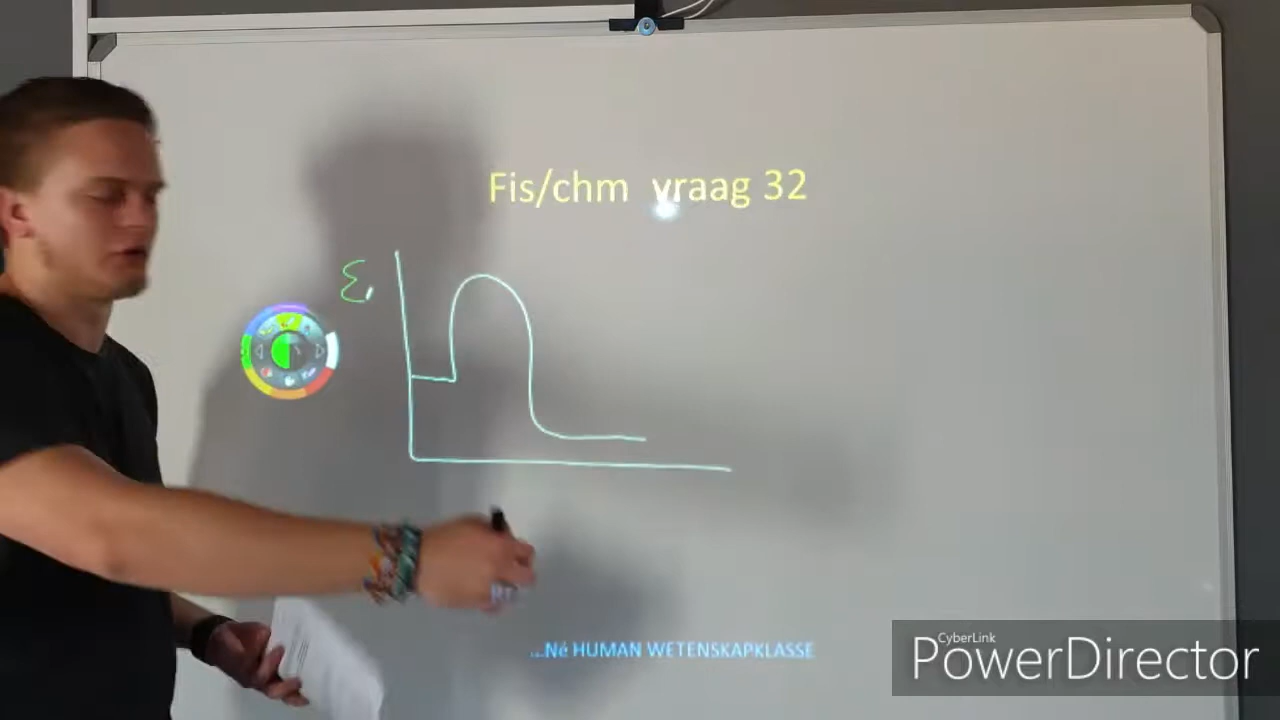 Fis/chm vraag 32
E
...Né HUMAN WETENSKAPKLASSE
CyberLink
PowerDirector